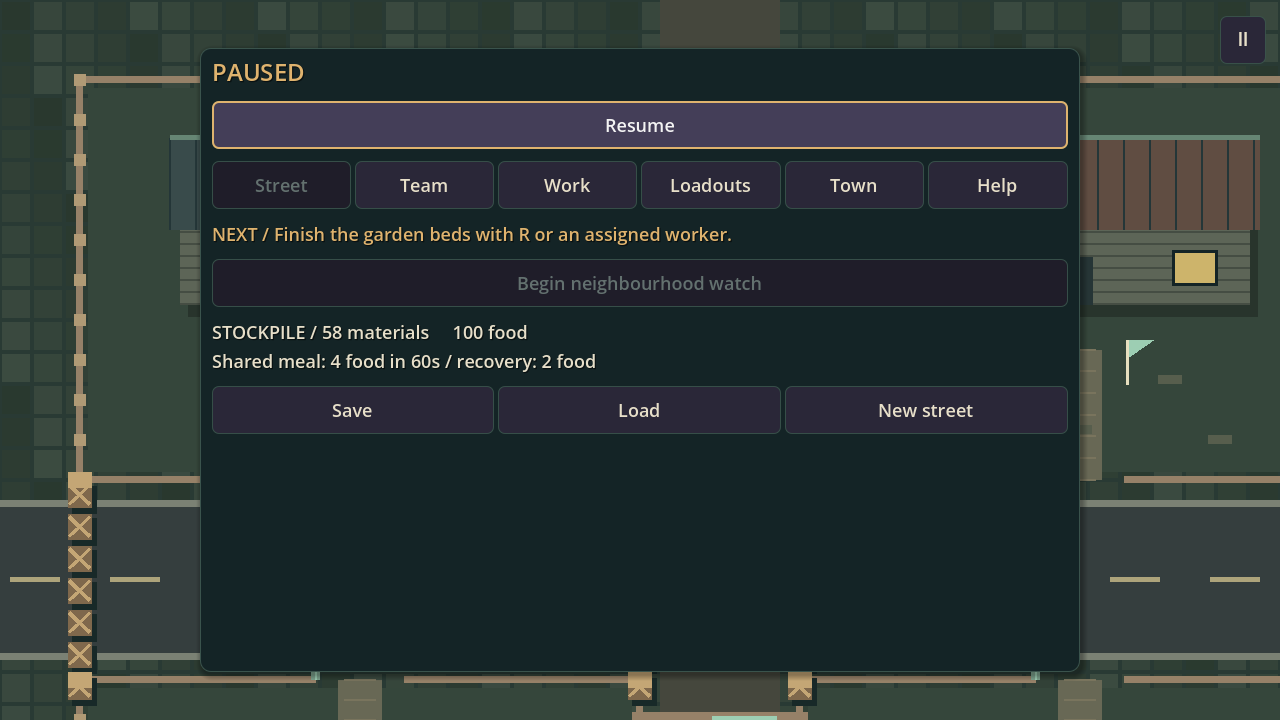 PAUSED
Resume
Street Team Work Loadouts Town Help
NEXT / Finish the garden beds with R or an assigned worker.
Begin neighbourhood watch
STOCKPILE / 58 materials 100 food
Shared meal: 4 food in 60s / recovery: 2 food
Save Load New street